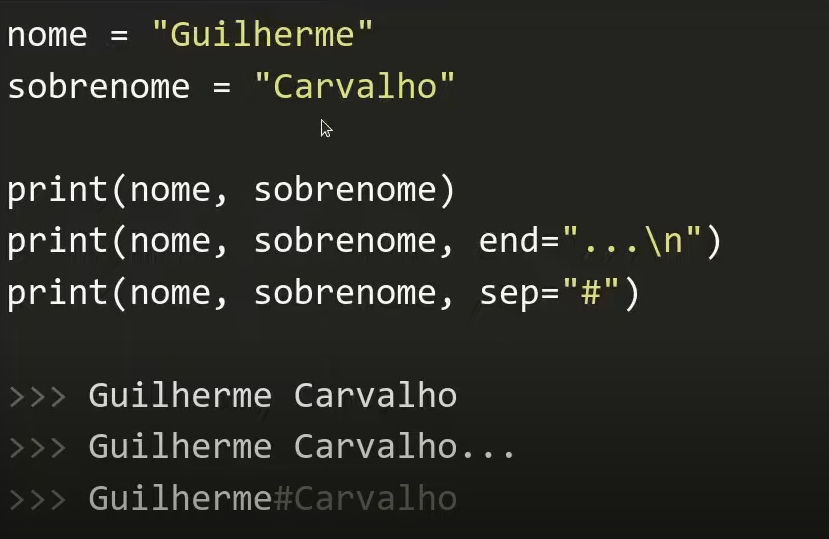 nome = "Guilherme"
sobrenome = "Carvalho"
print(nome, sobrenome)
print(nome, sobrenome, end="...\n")
print(nome, sobrenome, sep="#")
>>> Guilherme Carvalho
>>> Guilherme Carvalho...
>>> Guilherme#Carvalho